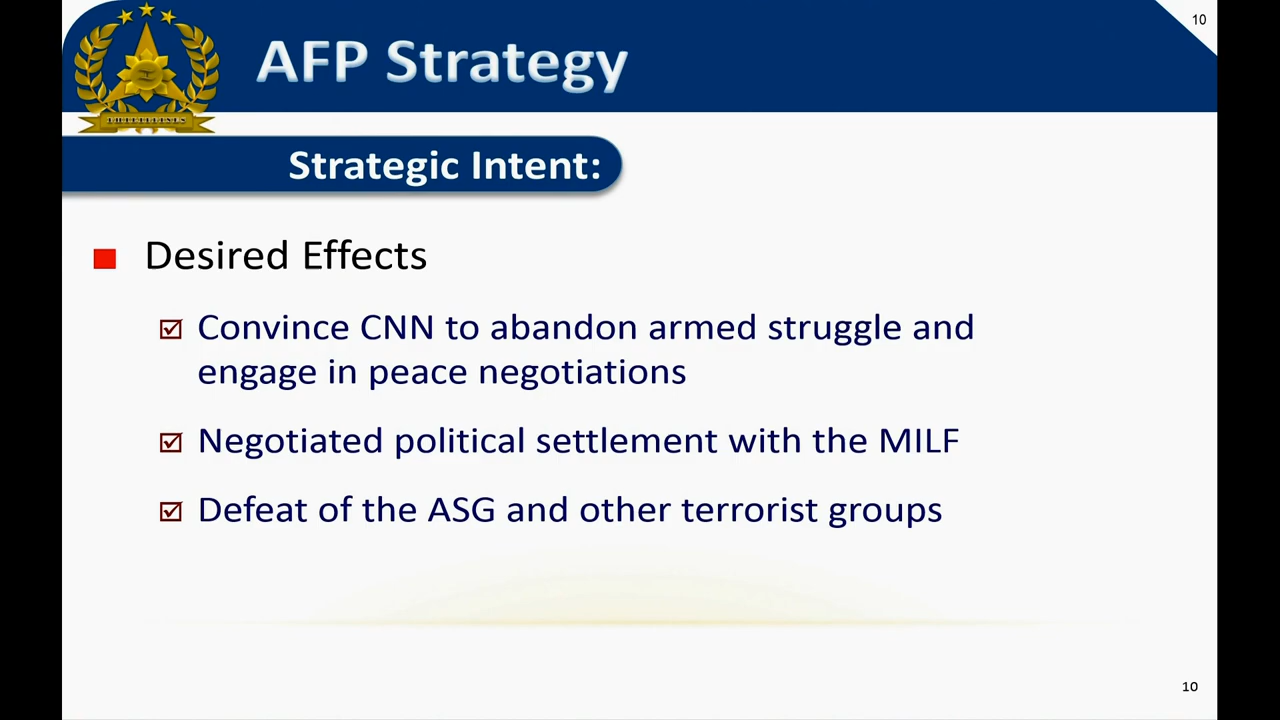 10
AFP Strategy
PHILIPPINES
Strategic Intent:
Desired Effects
Convince CNN to abandon armed struggle and
engage in peace negotiations
Negotiated political settlement with the MILF
Defeat of the ASG and other terrorist groups
10